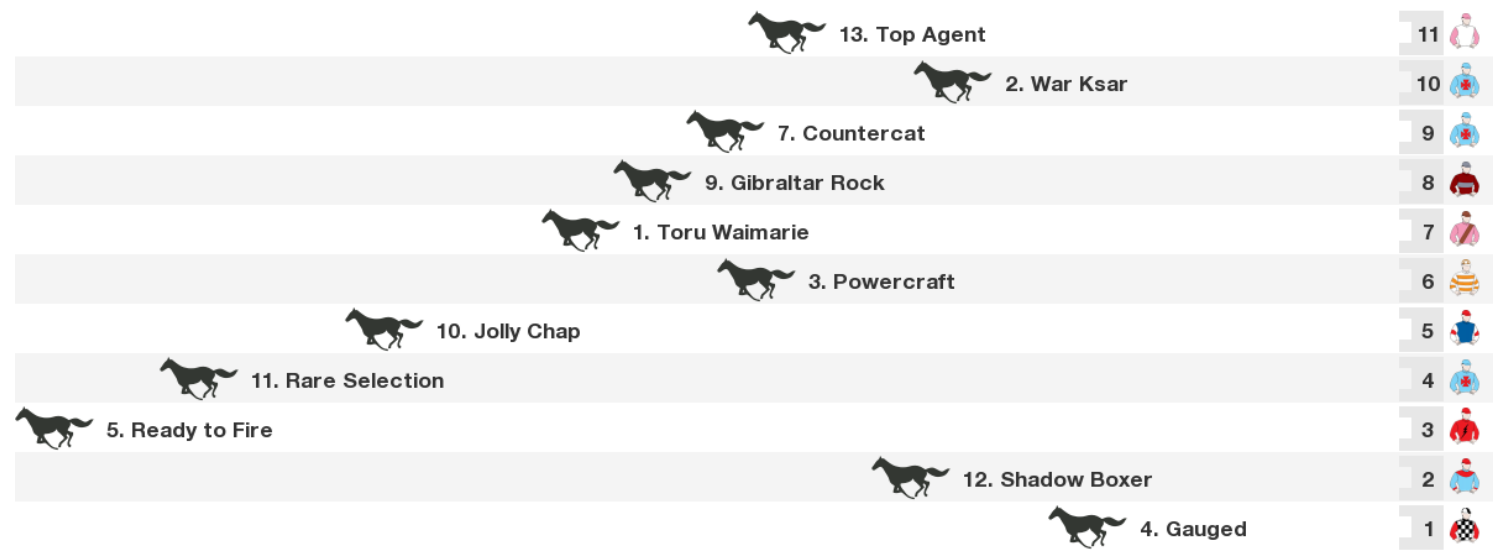 13. Top Agent 11
2. War Ksar 10
7. Countercat 9
9. Gibraltar Rock 8
1. Toru Waimarie 7
3. Powercraft 6
10. Jolly Chap 5
11. Rare Selection 4
5. Ready to Fire 3
12. Shadow Boxer 2
4. Gauged 1